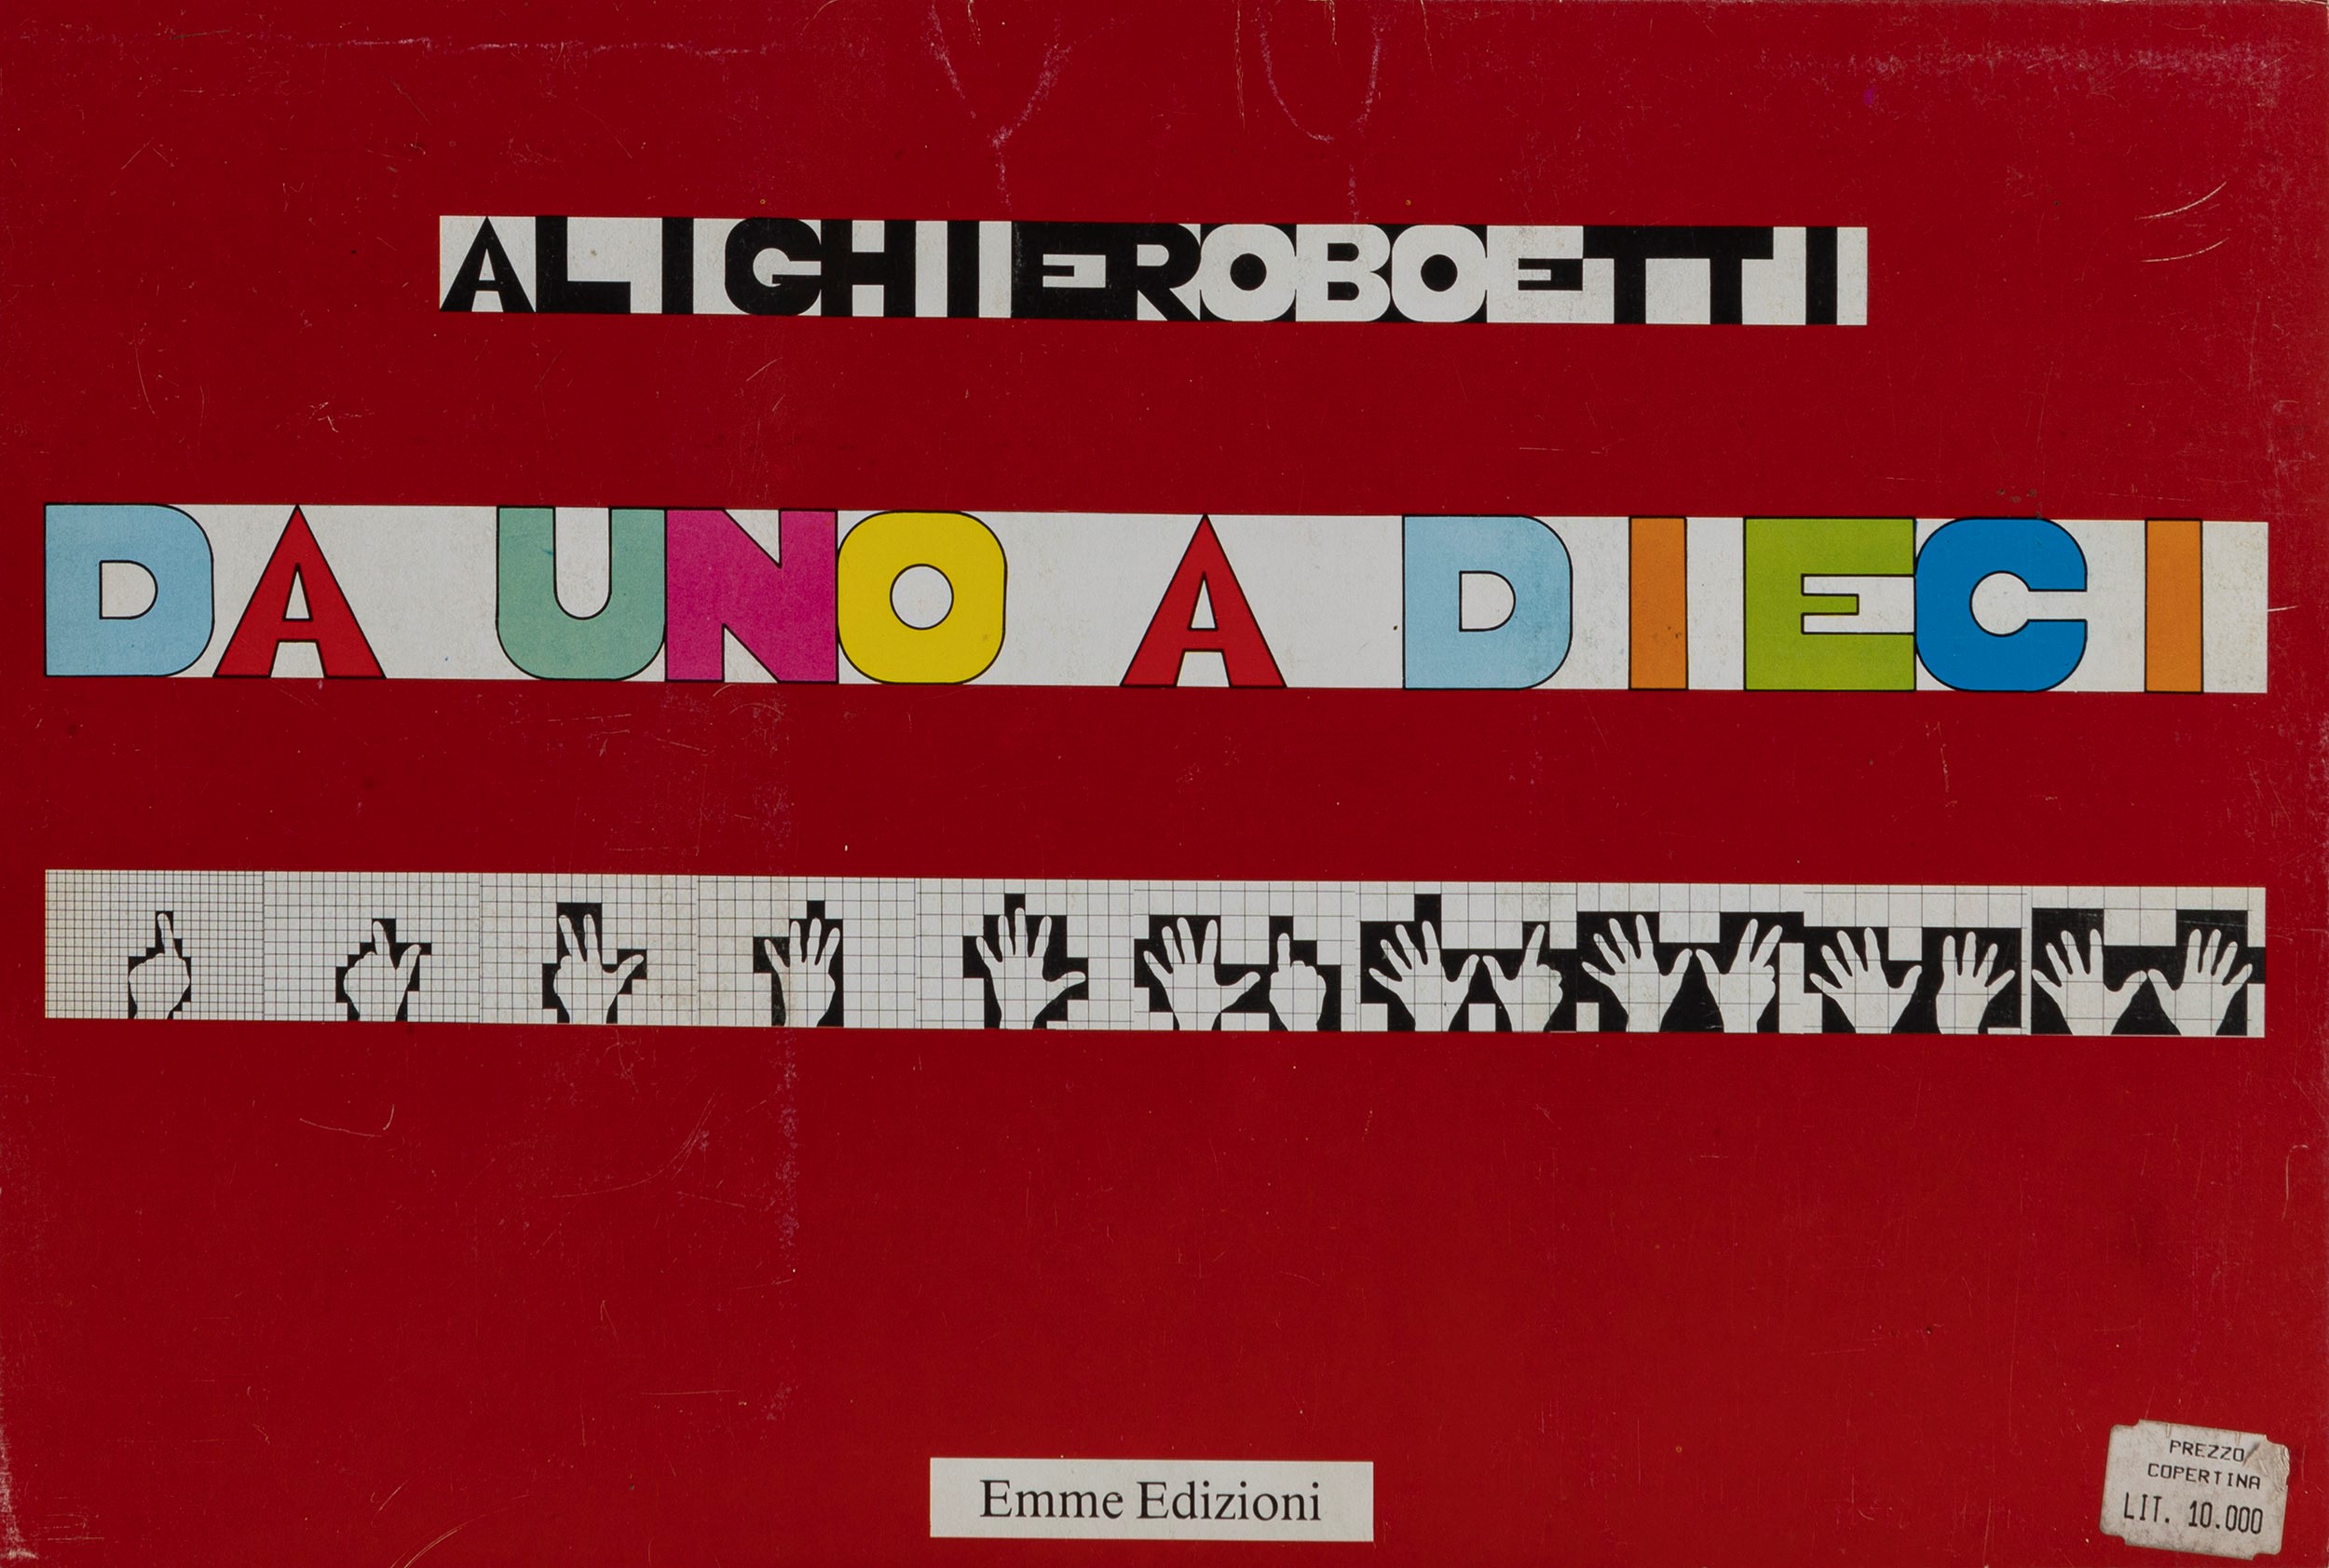 ALIGHIEROBOETTI
DA UNO A DIECI
Emme Edizioni
PREZZO
COPERTINA
LIT. 10.000